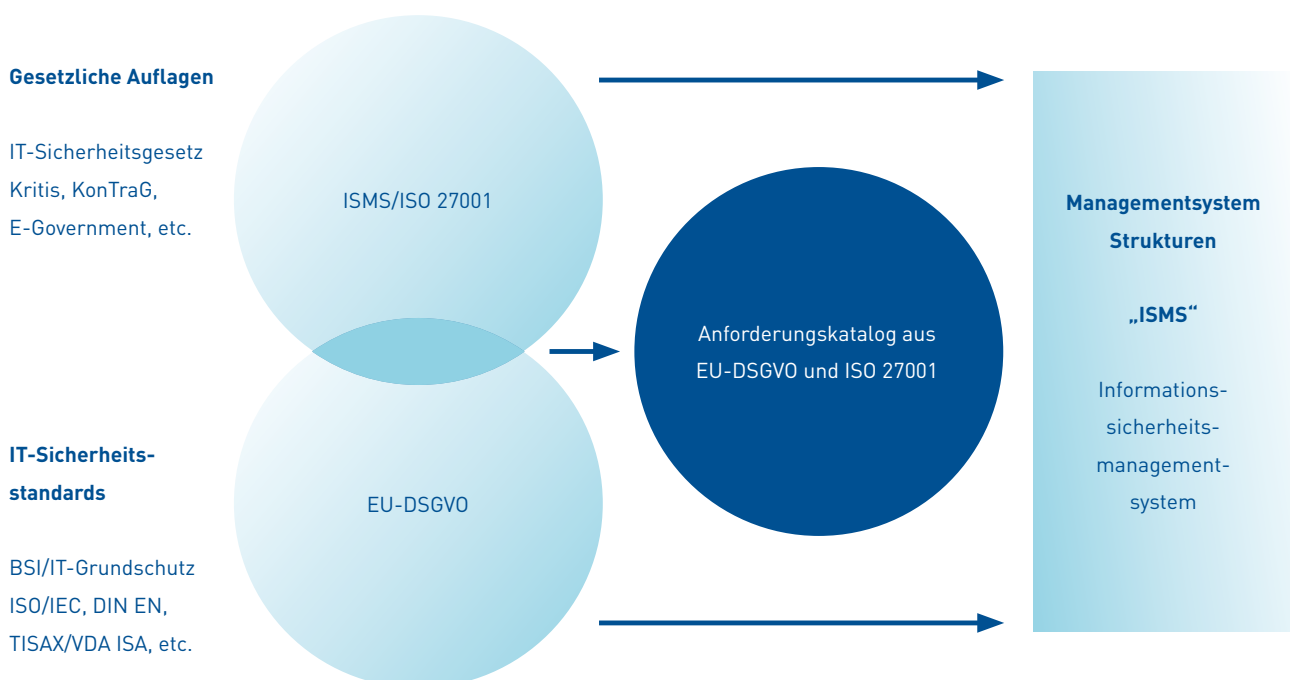 Gesetzliche Auflagen
IT-Sicherheitsgesetz
Kritis, KonTraG,
E-Government, etc.
IT-Sicherheits-
standards
BSI/IT-Grundschutz
ISO/IEC, DIN EN,
TISAX/VDA ISA, etc.
ISMS/ISO 27001
EU-DSGVO
Anforderungskatalog aus
EU-DSGVO und ISO 27001
Managementsystem
Strukturen
„ISMS“
Informations-
sicherheits-
management-
system